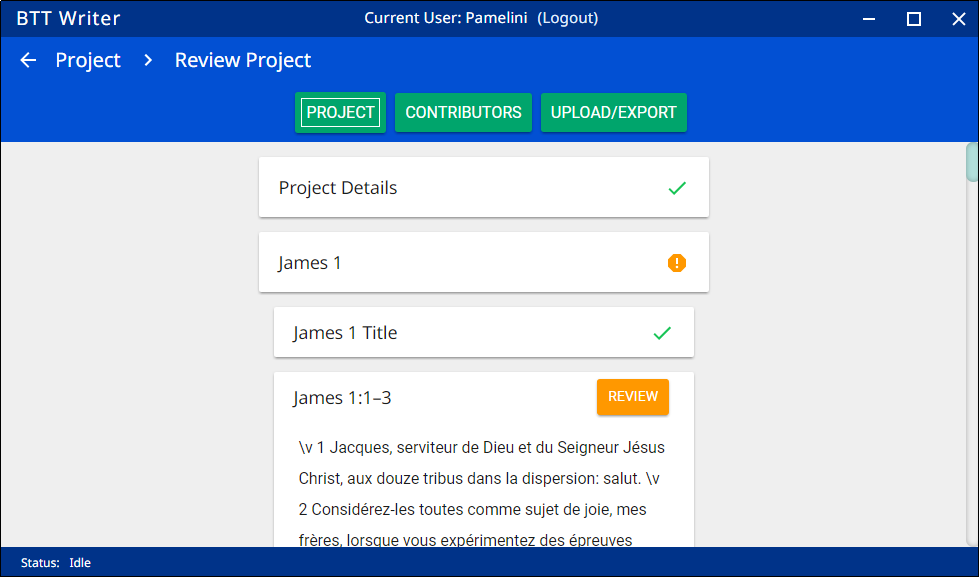 BTT Writer
Current User: Pamelini (Logout)
Project
Review Project
PROJECT
CONTRIBUTORS
UPLOAD/EXPORT
Project Details
James 1
James 1 Title
James 1:1–3
REVIEW
\v 1 Jacques, serviteur de Dieu et du Seigneur Jésus
Christ, aux douze tribus dans la dispersion: salut. \v
2 Considérez-les toutes comme sujet de joie, mes
frères, lorsque vous expérimentez des épreuves
Status: Idle